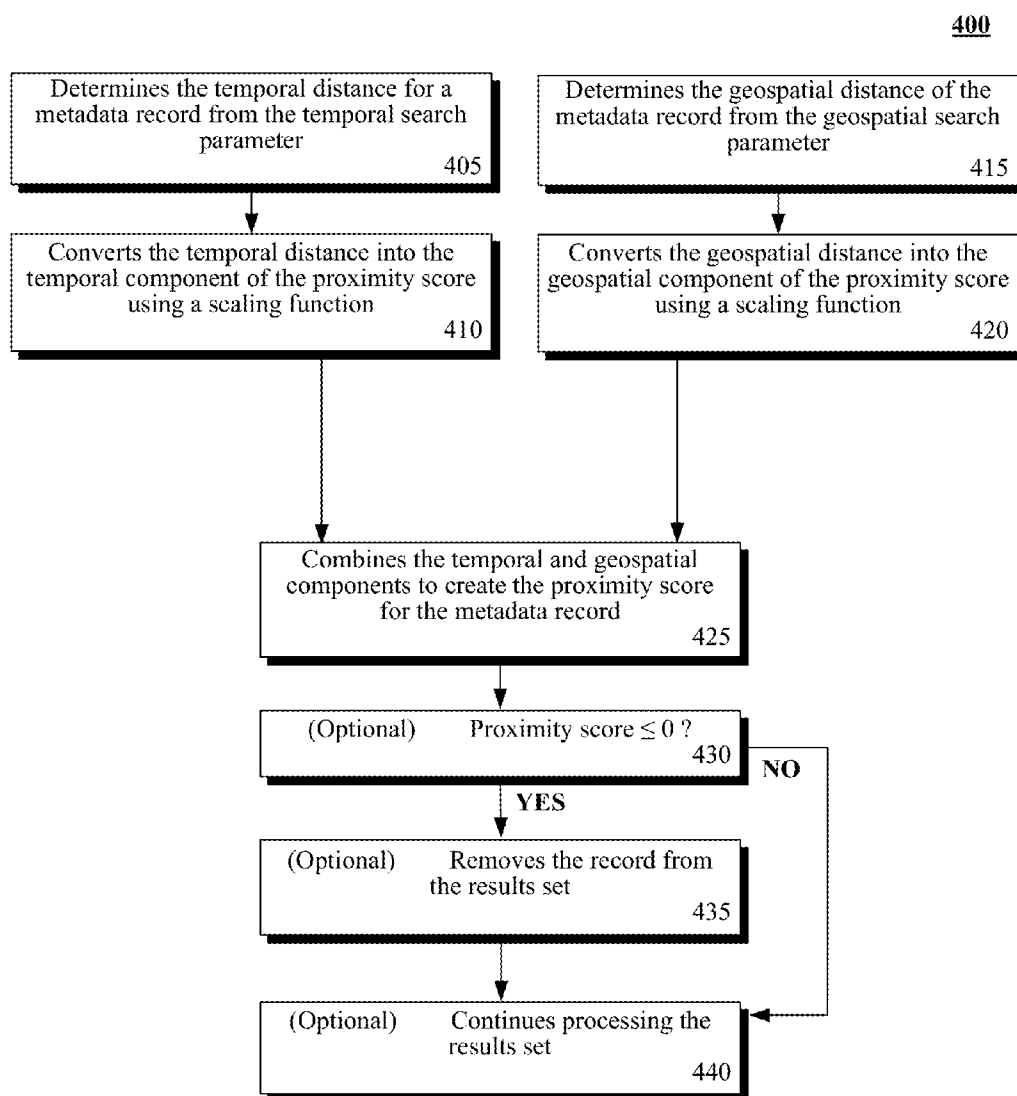 400
Determines the temporal distance for a
metadata record from the temporal search
parameter
405
Determines the geospatial distance of the
metadata record from the geospatial search
parameter
415
Converts the temporal distance into the
temporal component of the proximity score
using a scaling function
410
Converts the geospatial distance into the
geospatial component of the proximity score
using a scaling function
420
Combines the temporal and geospatial
components to create the proximity score
for the metadata record
425
(Optional) Proximity score ≤ 0 ?
430
NO
YES
(Optional) Removes the record from
the results set
435
(Optional) Continues processing the
results set
440